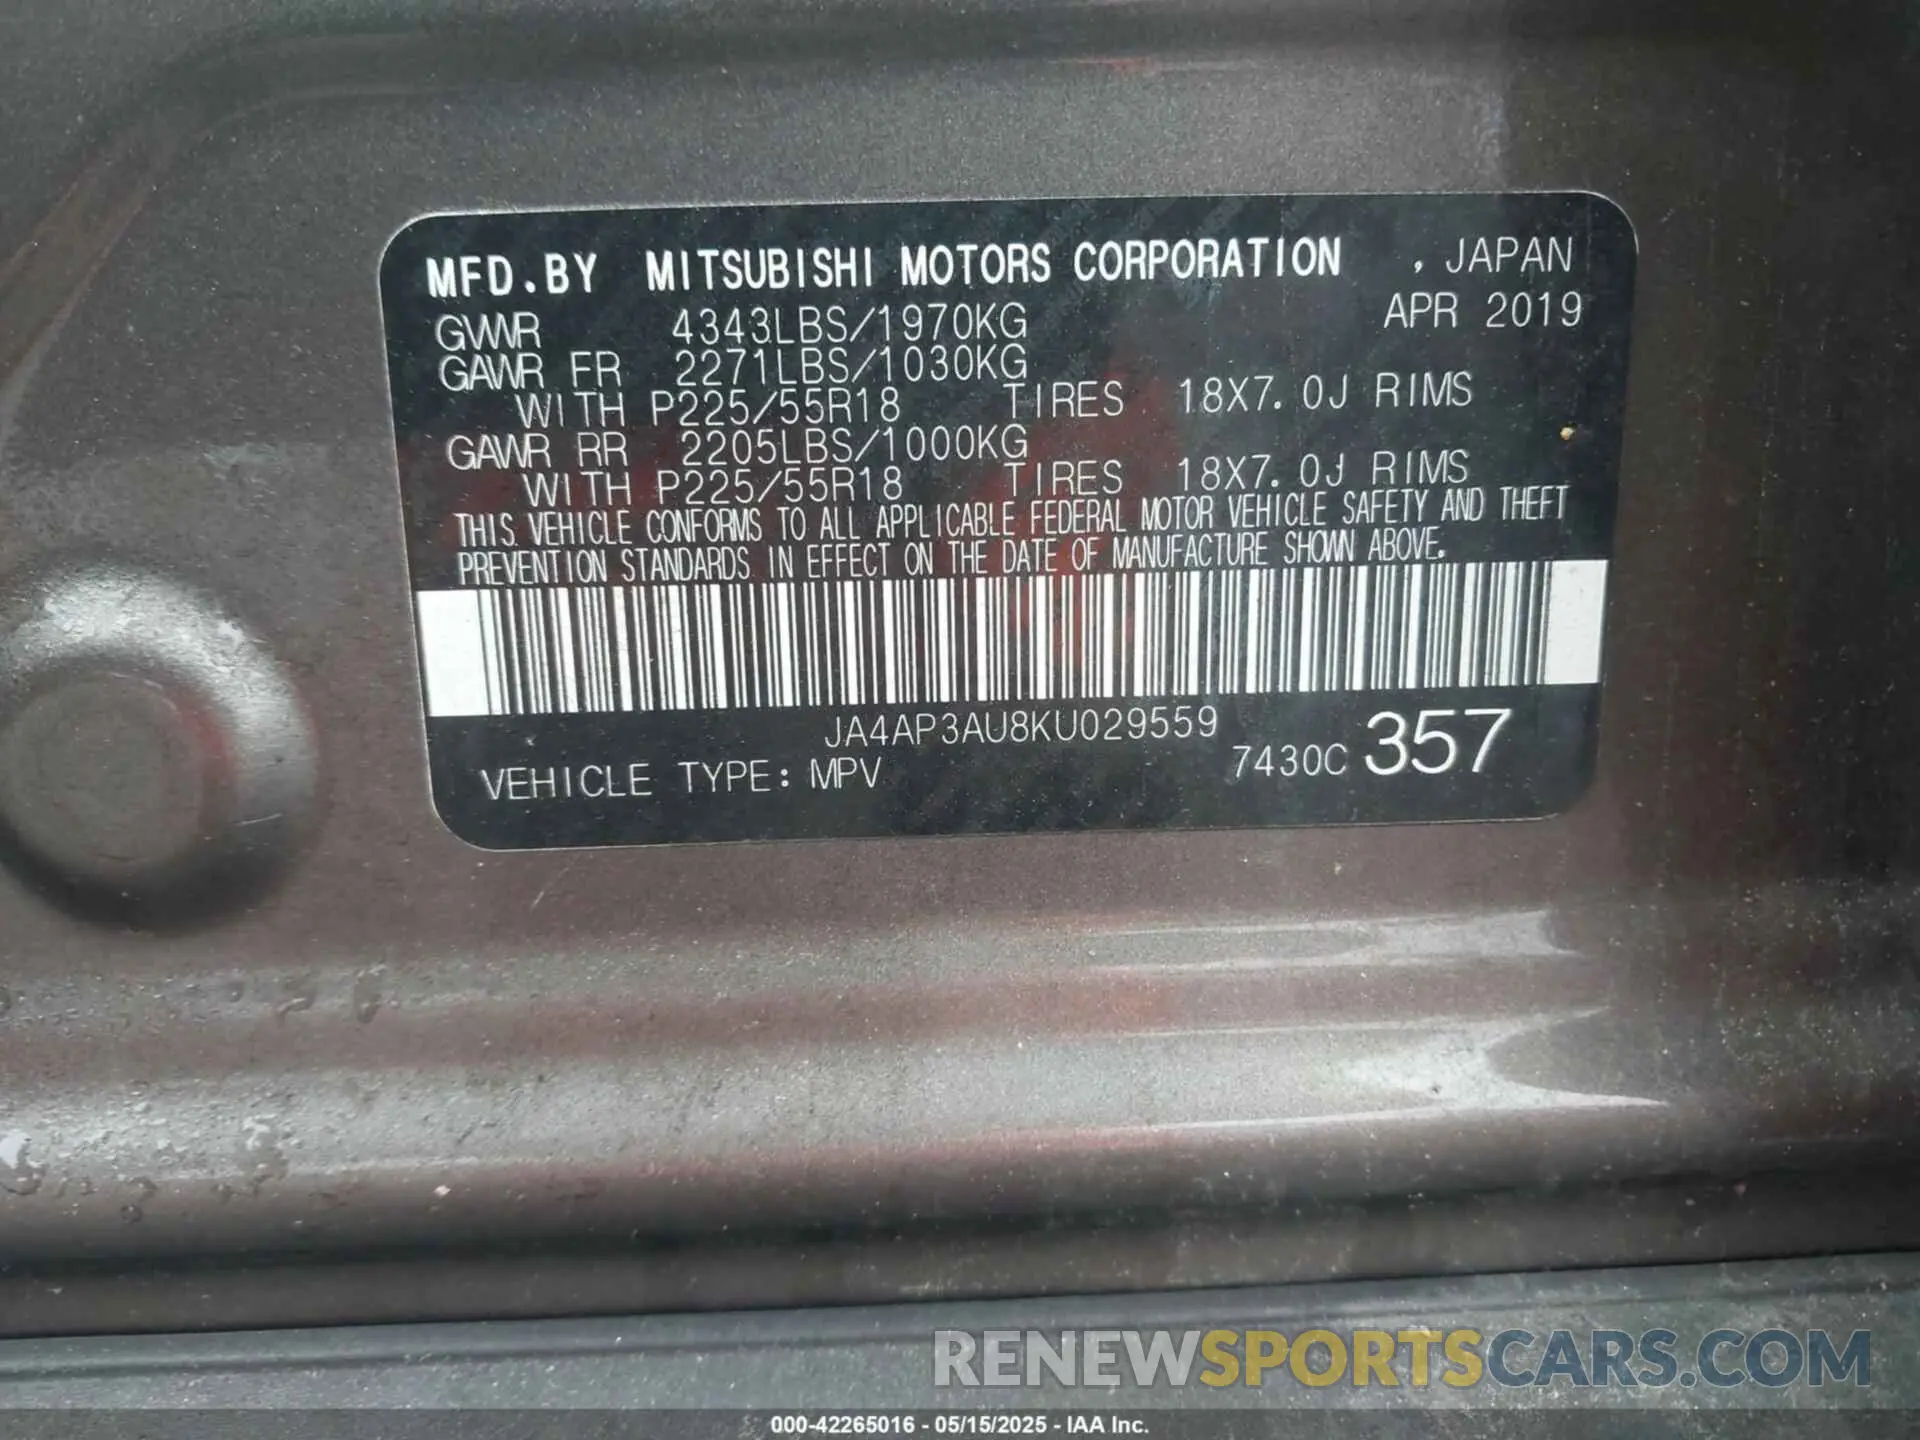 MFD.BY MITSUBISHI MOTORS CORPORATION , JAPAN
APR 2019
GVWR 4343LBS/1970KG
GAWR FR 2271LBS/1030KG
WITH P225/55R18 TIRES 18X7.0J RIMS
GAWR RR 2205LBS/1000KG
WITH P225/55R18 TIRES 18X7.0J RIMS
THIS VEHICLE CONFORMS TO ALL APPLICABLE FEDERAL MOTOR VEHICLE SAFETY AND THEFT
PREVENTION STANDARDS IN EFFECT ON THE DATE OF MANUFACTURE SHOWN ABOVE.
JA4AP3AU8KU029559
VEHICLE TYPE: MPV 7430C 357
RENEWSPORTSCARS.COM
000-42265016 - 05/15/2025 - IAA Inc.